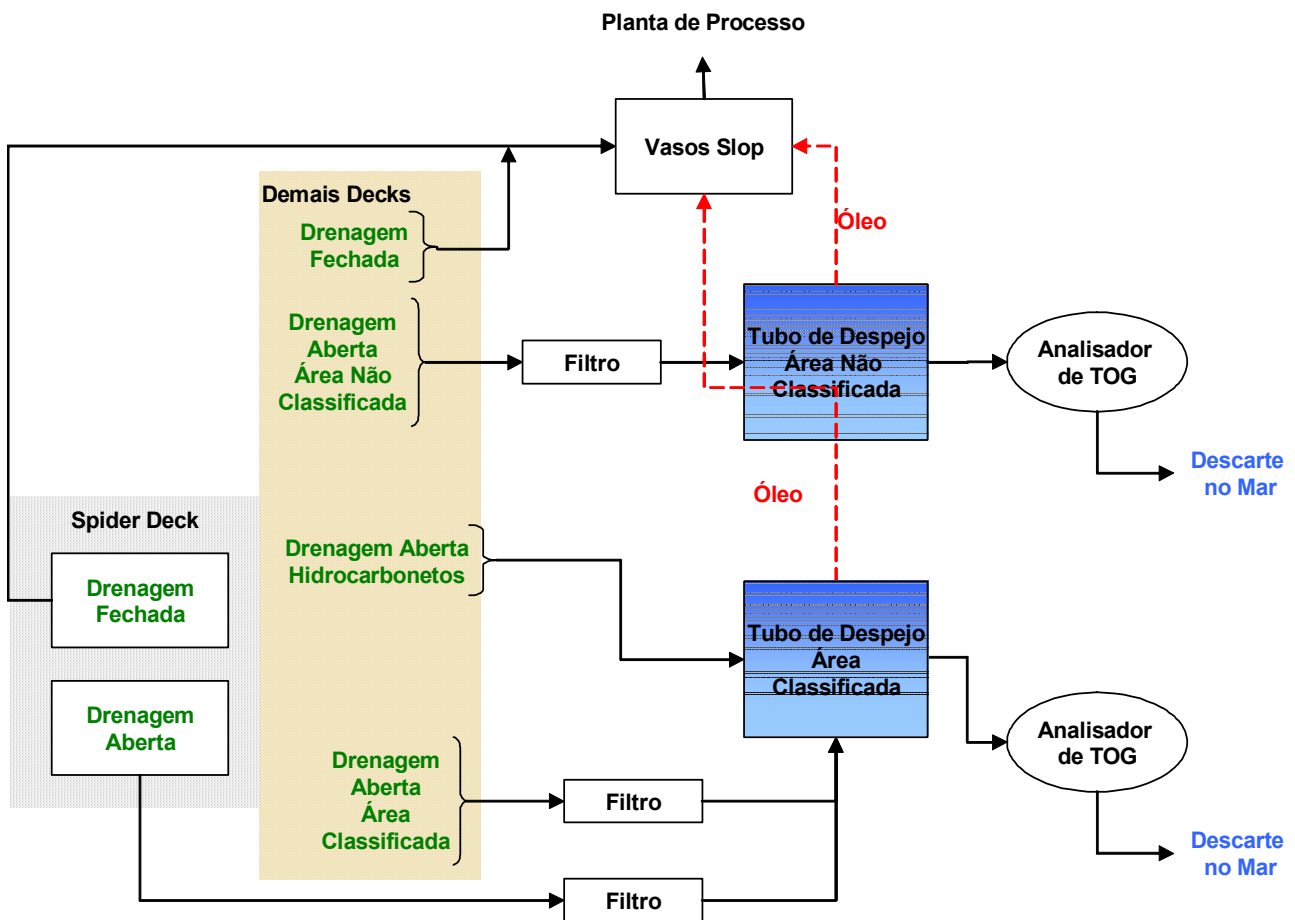 Planta de Processo
Vasos Slop
Demais Decks
Drenagem
Fechada
Óleo
Drenagem
Aberta
Área Não
Classificada
Filtro
Tubo de Despejo
Área Não
Classificada
Analisador
de TOG
Descarte
no Mar
Óleo
Spider Deck
Drenagem
Fechada
Drenagem Aberta
Hidrocarbonetos
Tubo de Despejo
Área
Classificada
Drenagem
Aberta
Analisador
de TOG
Drenagem
Aberta
Área
Classificada
Filtro
Descarte
no Mar
Filtro